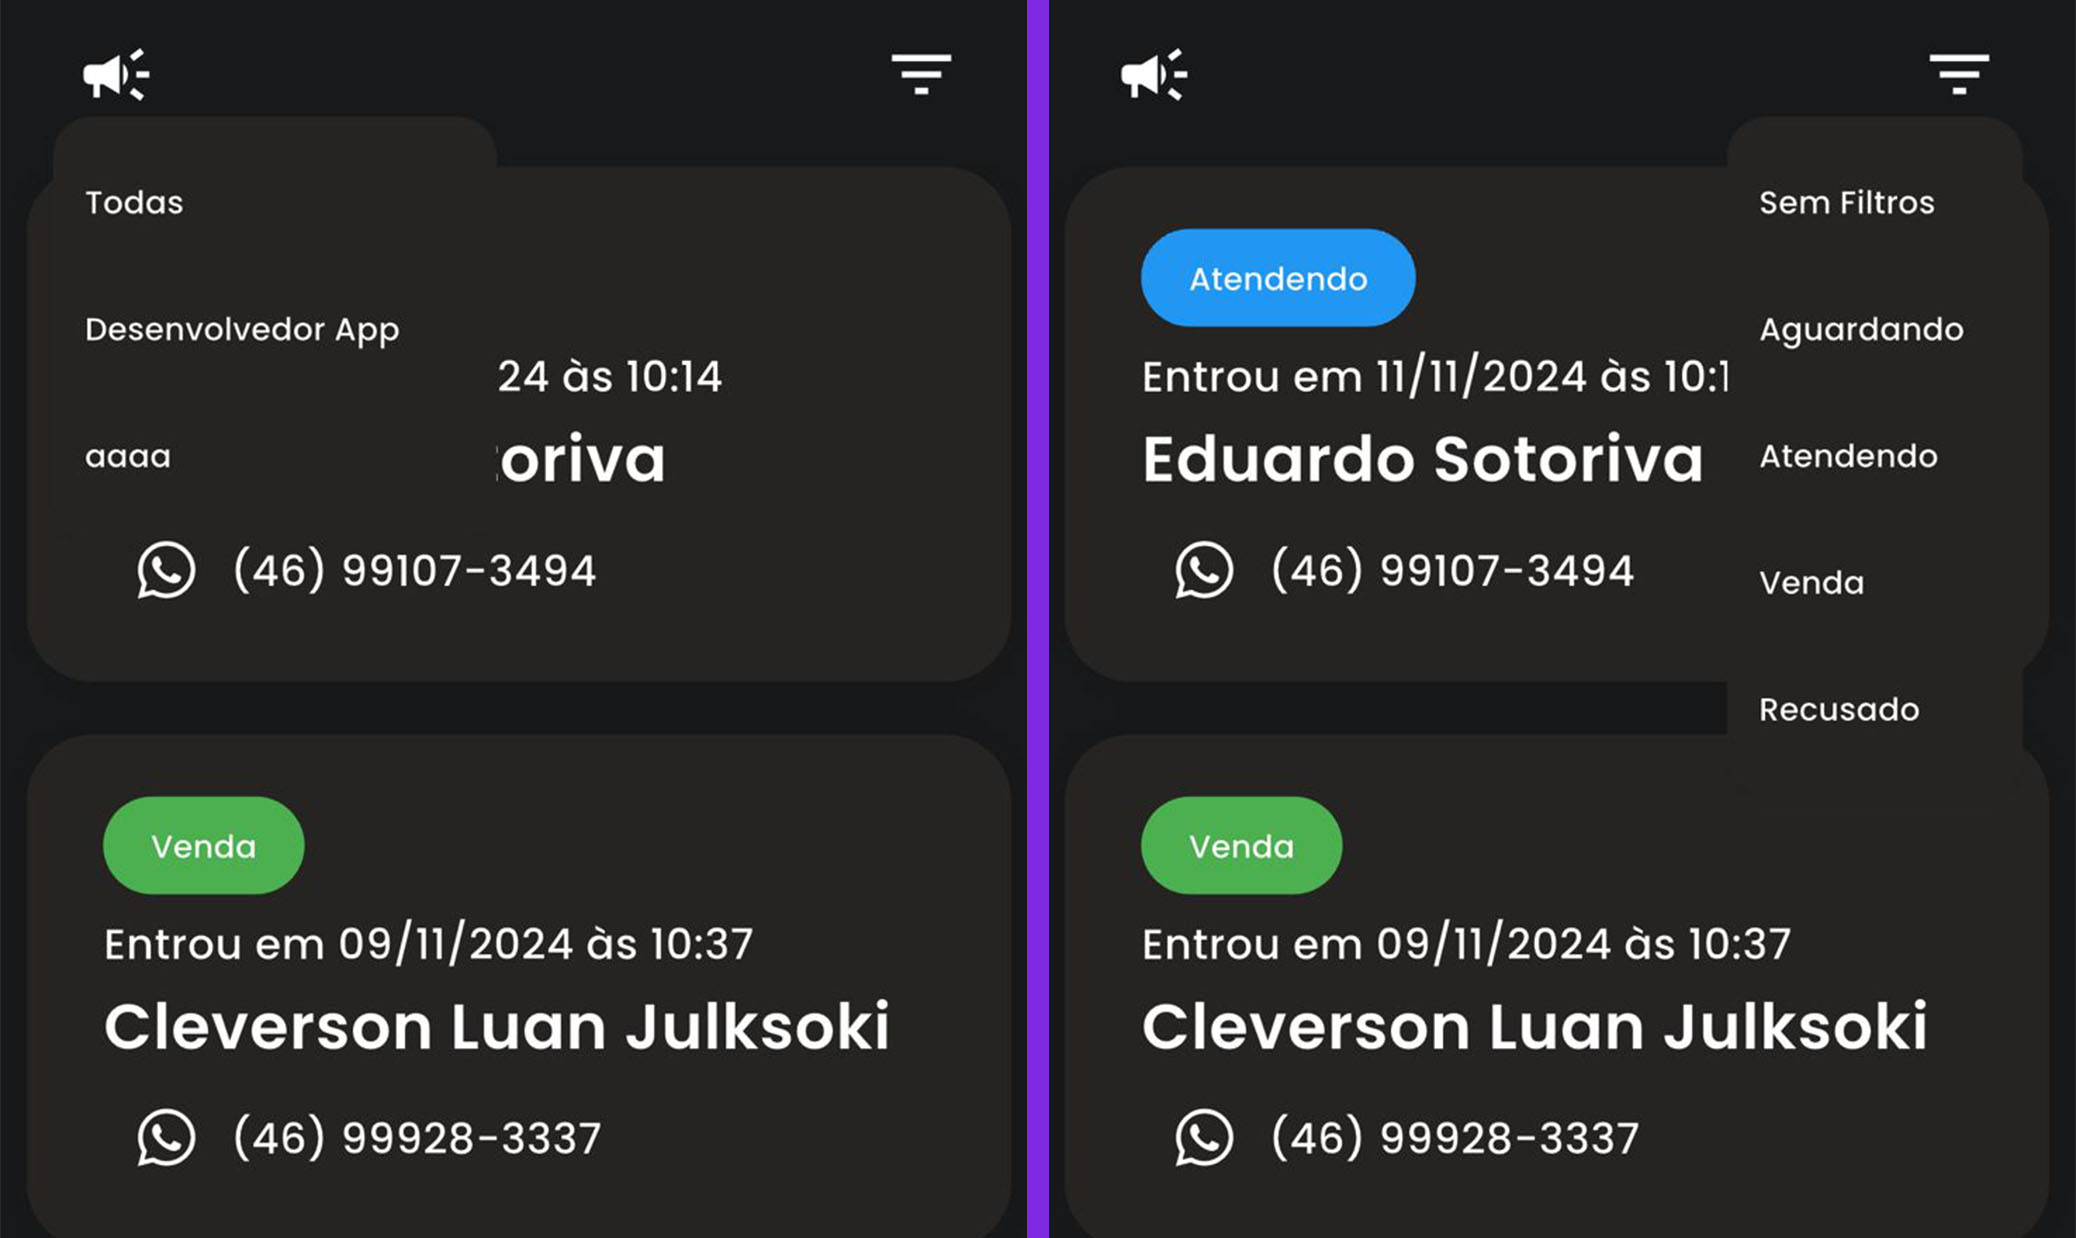 Todas
Desenvolvedor App
24 às 10:14
aaaa
oriva
(46) 99107-3494
Venda
Entrou em 09/11/2024 às 10:37
Cleverson Luan Julksoki
(46) 99928-3337
Sem Filtros
Aguardando
Atendendo
Venda
Recusado
Atendendo
Entrou em 11/11/2024 às 10:1
Eduardo Sotoriva
(46) 99107-3494
Venda
Entrou em 09/11/2024 às 10:37
Cleverson Luan Julksoki
(46) 99928-3337